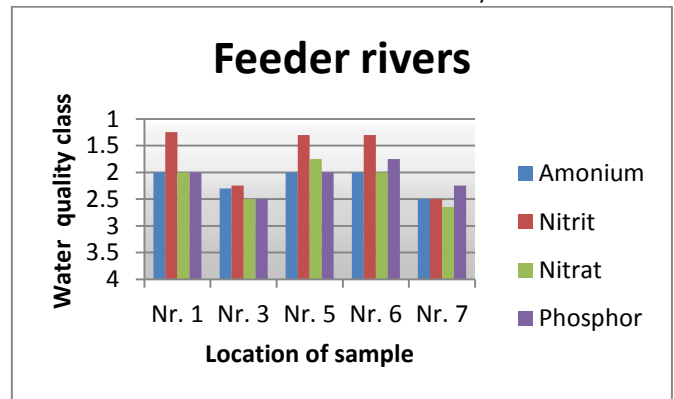 Feeder rivers
Water quality class
1
1.5
2
2.5
3
3.5
4
Nr. 1 Nr. 3 Nr. 5 Nr. 6 Nr. 7
Location of sample
Amonium
Nitrit
Nitrat
Phosphor